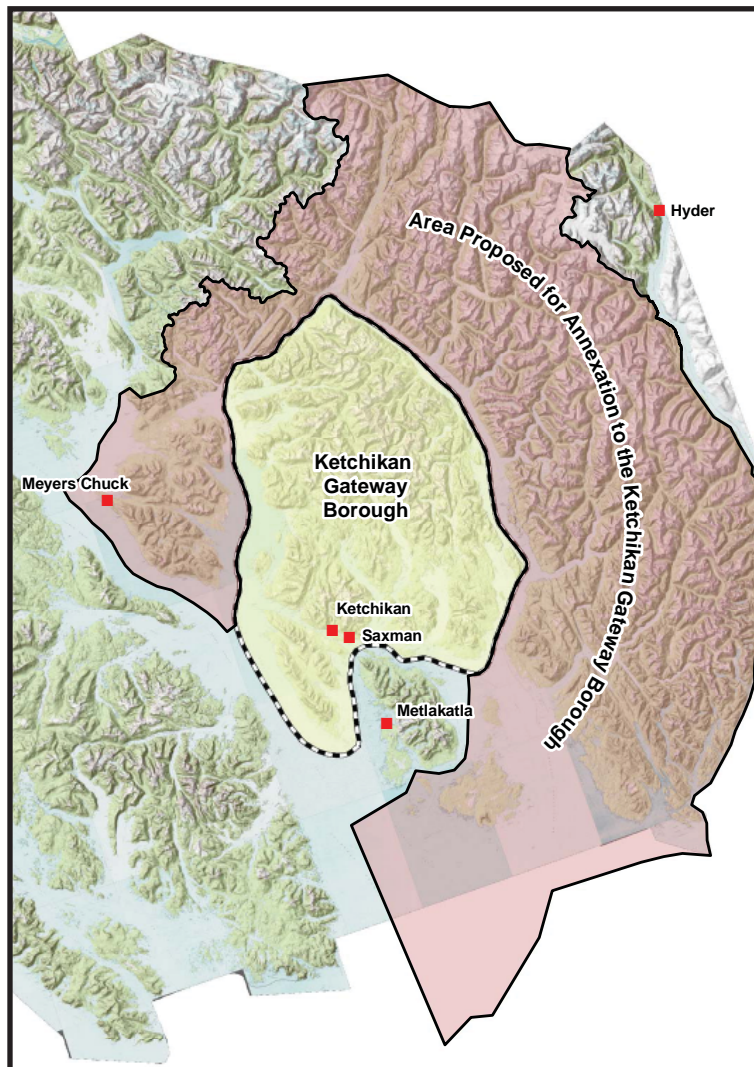 Hyder
Area Proposed for Annexation to the Ketchikan Gateway Borough
Ketchikan
Gateway
Borough
Meyers Chuck
Ketchikan
Saxman
Metlakatla